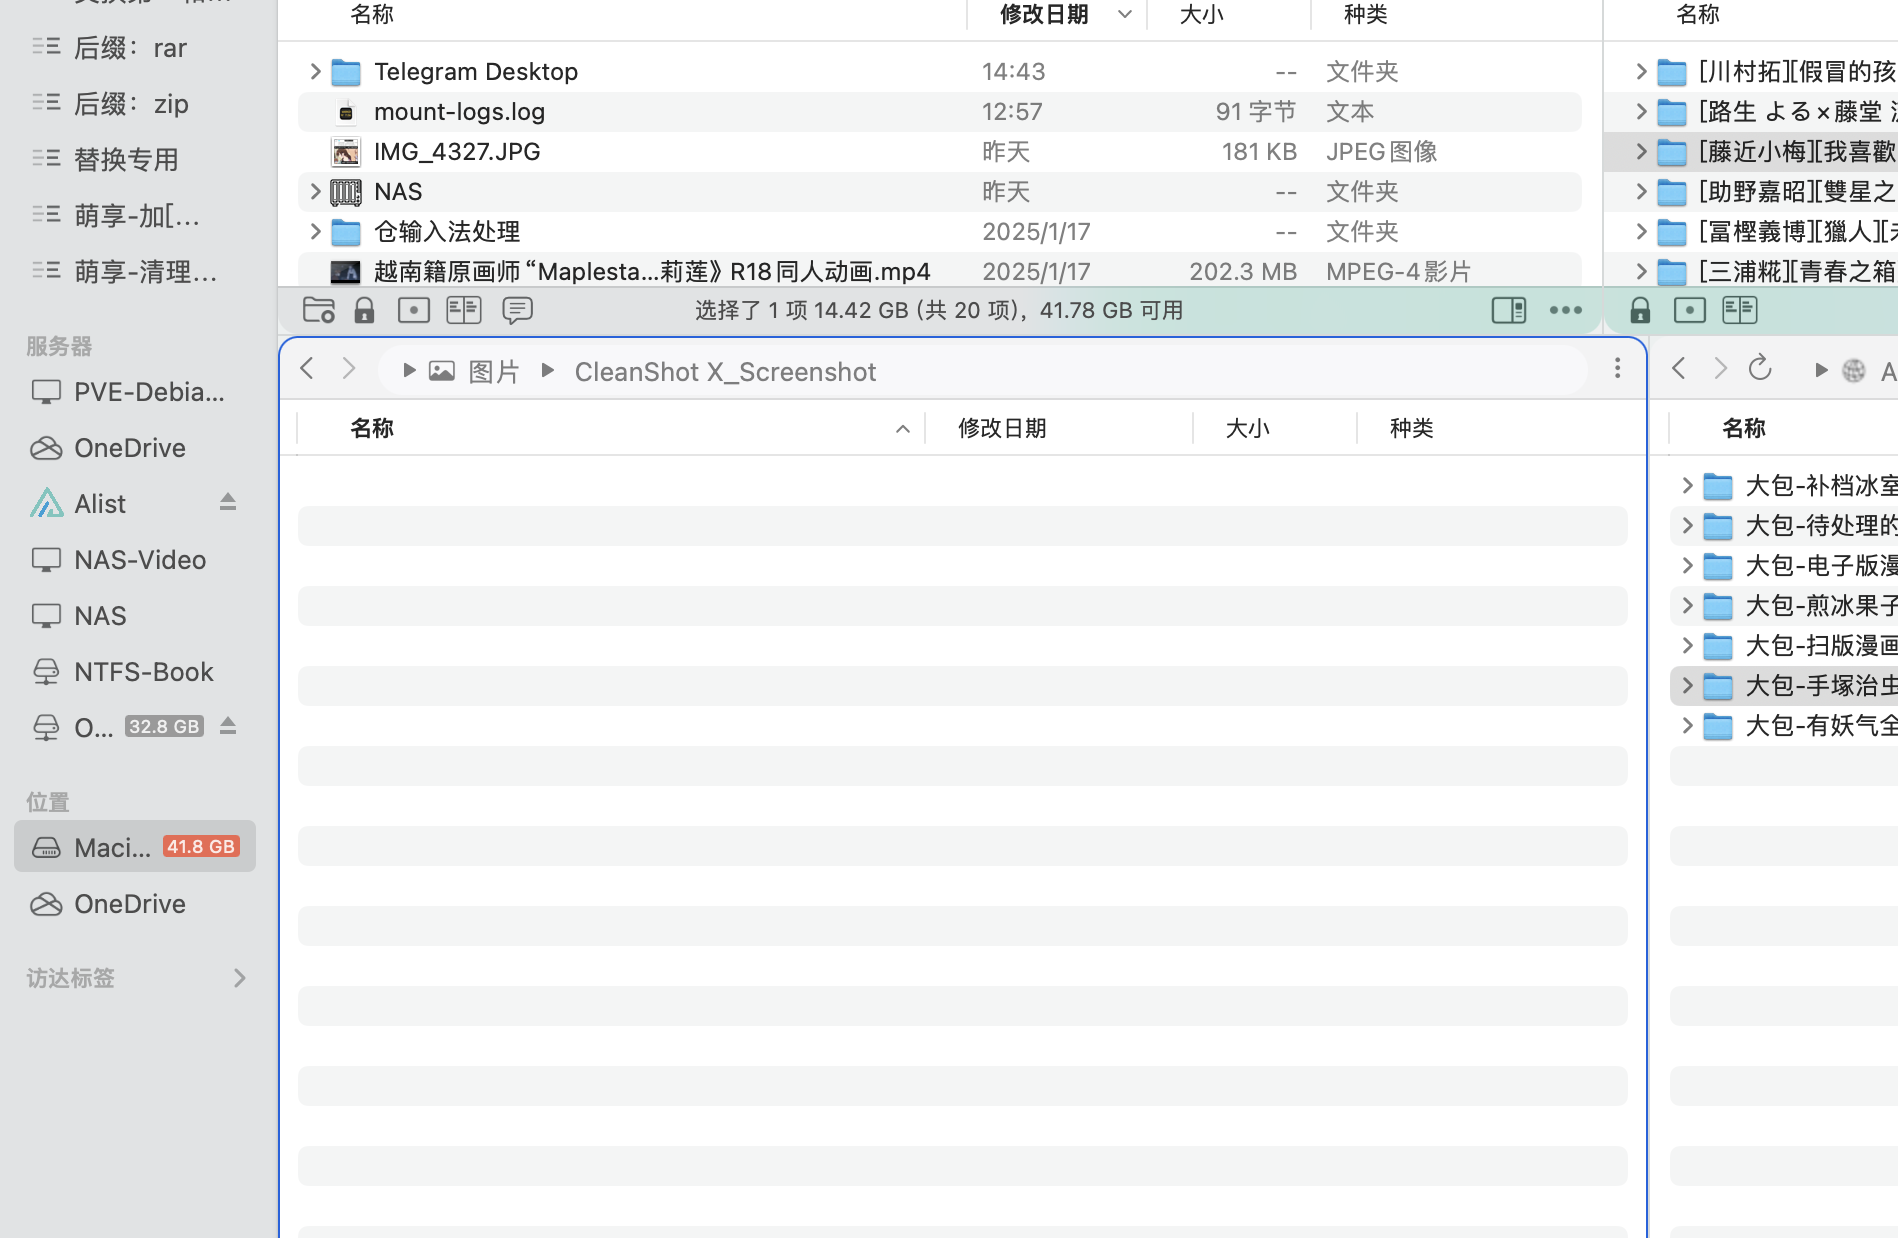 后缀：rar
后缀：zip
替换专用
萌享-加[…
萌享-清理…
服务器
PVE-Debia…
OneDrive
Alist
NAS-Video
NAS
NTFS-Book
O… 32.8 GB
位置
Maci… 41.8 GB
OneDrive
访达标签
名称 修改日期 大小 种类
Telegram Desktop 14:43 -- 文件夹
mount-logs.log 12:57 91 字节 文本
IMG_4327.JPG 昨天 181 KB JPEG图像
NAS 昨天 -- 文件夹
仓输入法处理 2025/1/17 -- 文件夹
越南籍原画师“Maplesta…莉莲》R18同人动画.mp4 2025/1/17 202.3 MB MPEG-4影片
选择了 1 项 14.42 GB (共 20 项)，41.78 GB 可用
名称
[川村拓][假冒的孩
[路生 よる×藤堂
[藤近小梅][我喜歡
[助野嘉昭][雙星之
[冨樫義博][獵人][
[三浦糀][青春之箱
图片 CleanShot X_Screenshot
名称 修改日期 大小 种类
A
名称
大包-补档冰室
大包-待处理的
大包-电子版漫
大包-煎冰果子
大包-扫版漫画
大包-手塚治虫
大包-有妖气全